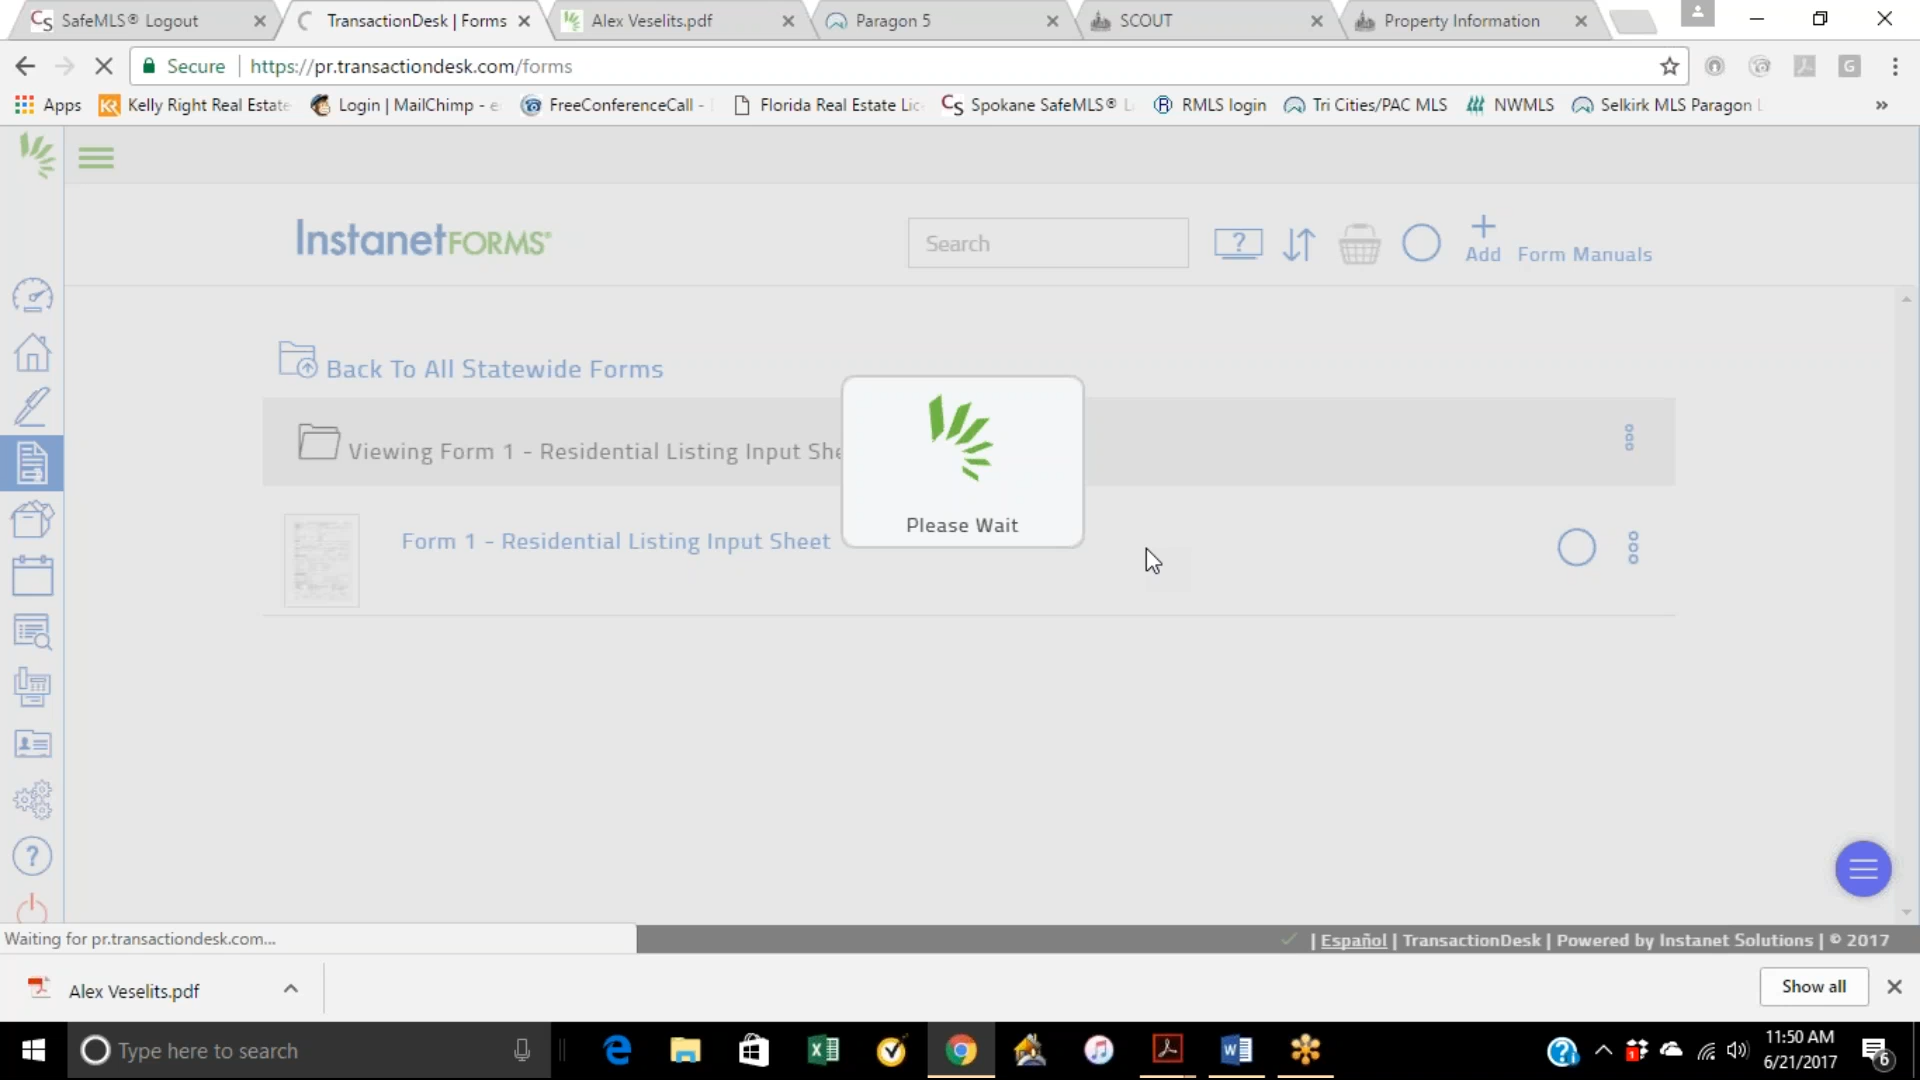 SafeMLS® Logout
TransactionDesk | Forms
Alex Veselits.pdf
Paragon 5
SCOUT
Property Information
Secure
https://pr.transactiondesk.com/forms
Apps
Kelly Right Real Estate
Login | MailChimp - e
FreeConferenceCall -
Florida Real Estate Lic
Spokane SafeMLS® L
RMLS login
Tri Cities/PAC MLS
NWMLS
Selkirk MLS Paragon L
»
InstanetFORMS®
Search
Add
Form Manuals
Back To All Statewide Forms
Viewing Form 1 - Residential Listing Input She
Please Wait
Form 1 - Residential Listing Input Sheet
Waiting for pr.transactiondesk.com...
| Español | TransactionDesk | Powered by Instanet Solutions | © 2017
Alex Veselits.pdf
Show all
Type here to search
11:50 AM
6/21/2017
6